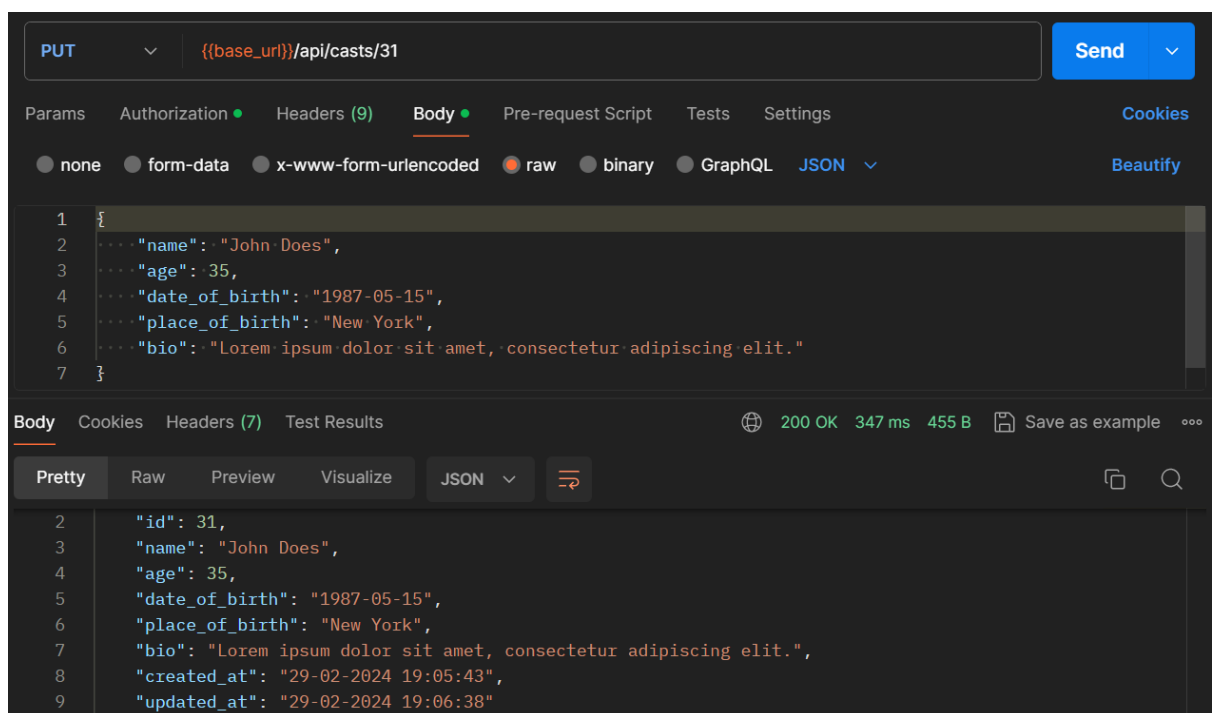 PUT {{base_url}}/api/casts/31 Send
Params Authorization Headers (9) Body Pre-request Script Tests Settings Cookies
none form-data x-www-form-urlencoded raw binary GraphQL JSON Beautify
1 {
2 "name": "John Does",
3 "age": 35,
4 "date_of_birth": "1987-05-15",
5 "place_of_birth": "New York",
6 "bio": "Lorem ipsum dolor sit amet, consectetur adipiscing elit."
7 }
Body Cookies Headers (7) Test Results 200 OK 347 ms 455 B Save as example
Pretty Raw Preview Visualize JSON
2 "id": 31,
3 "name": "John Does",
4 "age": 35,
5 "date_of_birth": "1987-05-15",
6 "place_of_birth": "New York",
7 "bio": "Lorem ipsum dolor sit amet, consectetur adipiscing elit.",
8 "created_at": "29-02-2024 19:05:43",
9 "updated_at": "29-02-2024 19:06:38"